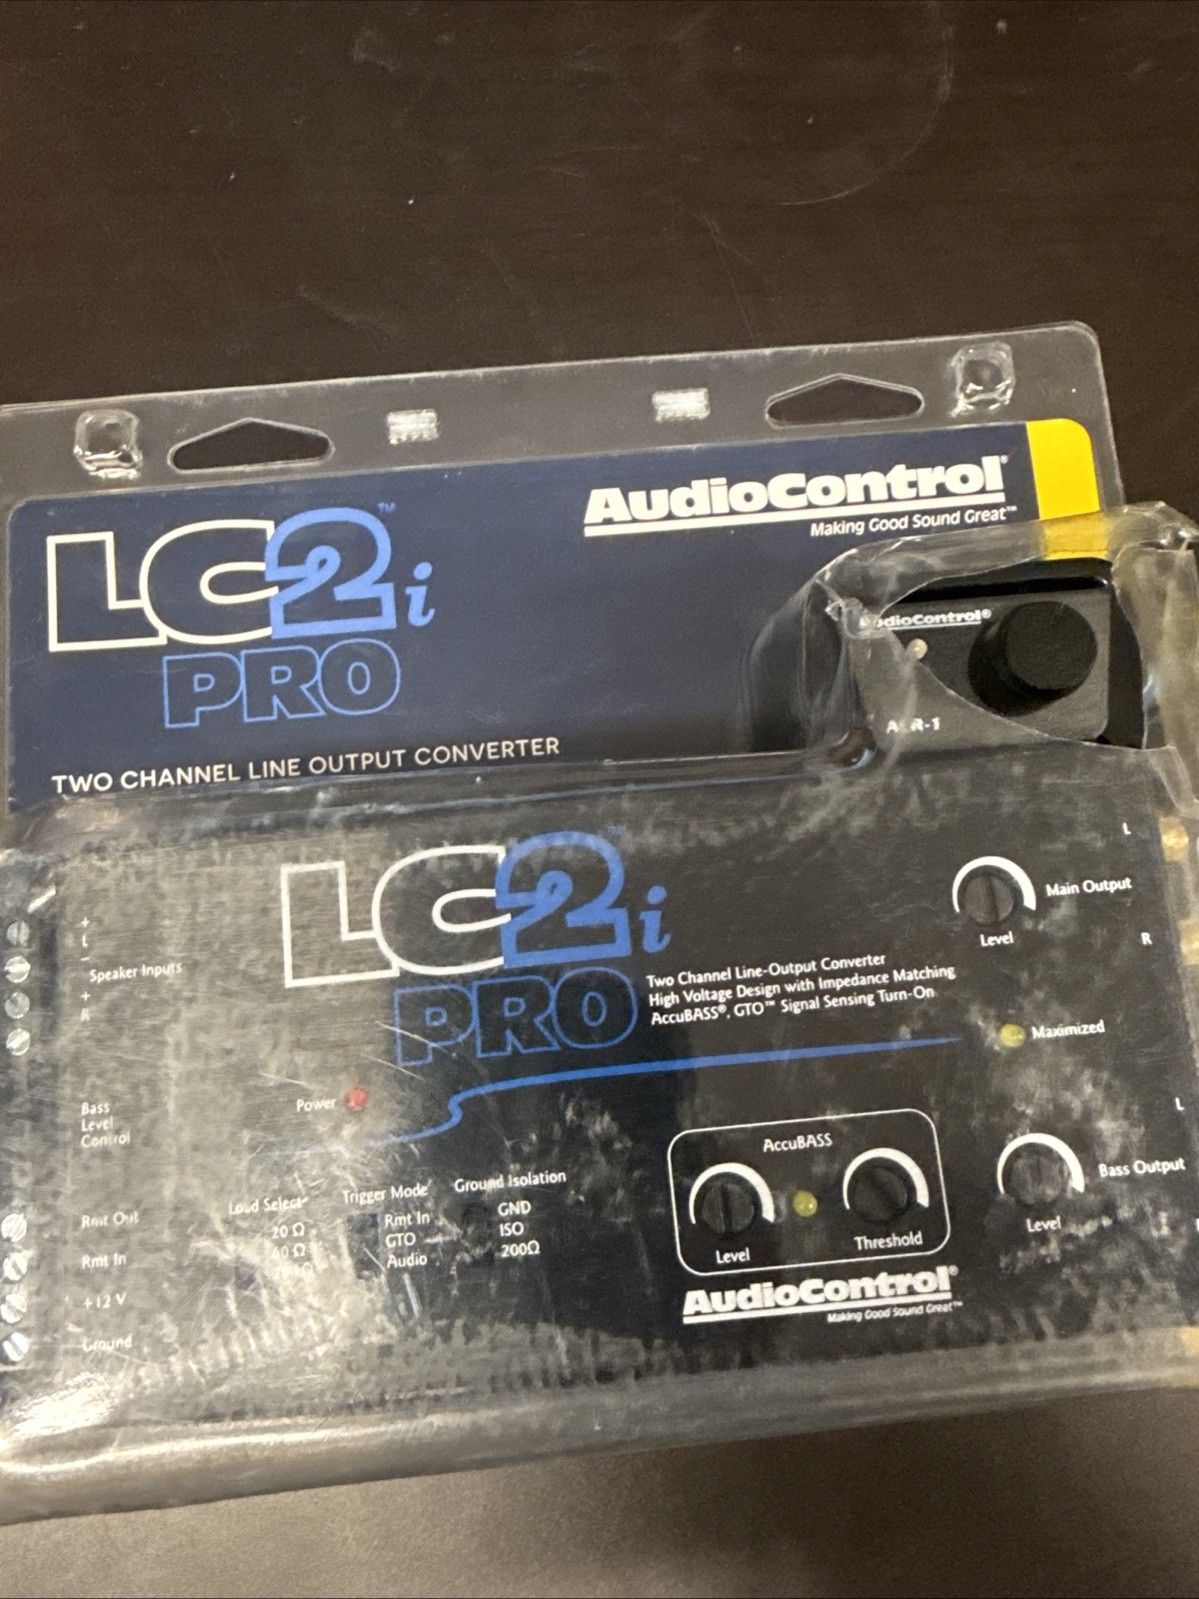 AudioControl®
Making Good Sound Great™
LC2i™
PRO
TWO CHANNEL LINE OUTPUT CONVERTER
AudioControl®
LC2i™
PRO
Two Channel Line-Output Converter
High Voltage Design with Impedance Matching
AccuBASS®, GTO™ Signal Sensing Turn-On
L
Main Output
Level
R
Maximized
+
L
-
Speaker Inputs
+
R
-
Power
Bass
Level
Control
AccuBASS
Level
Threshold
L
Bass Output
Level
Load Select
20 Ω
60 Ω
Trigger Mode
Rmt In
GTO
Audio
Ground Isolation
GND
ISO
200Ω
Rmt Out
Rmt In
+12 V
Ground
AudioControl®
Making Good Sound Great™